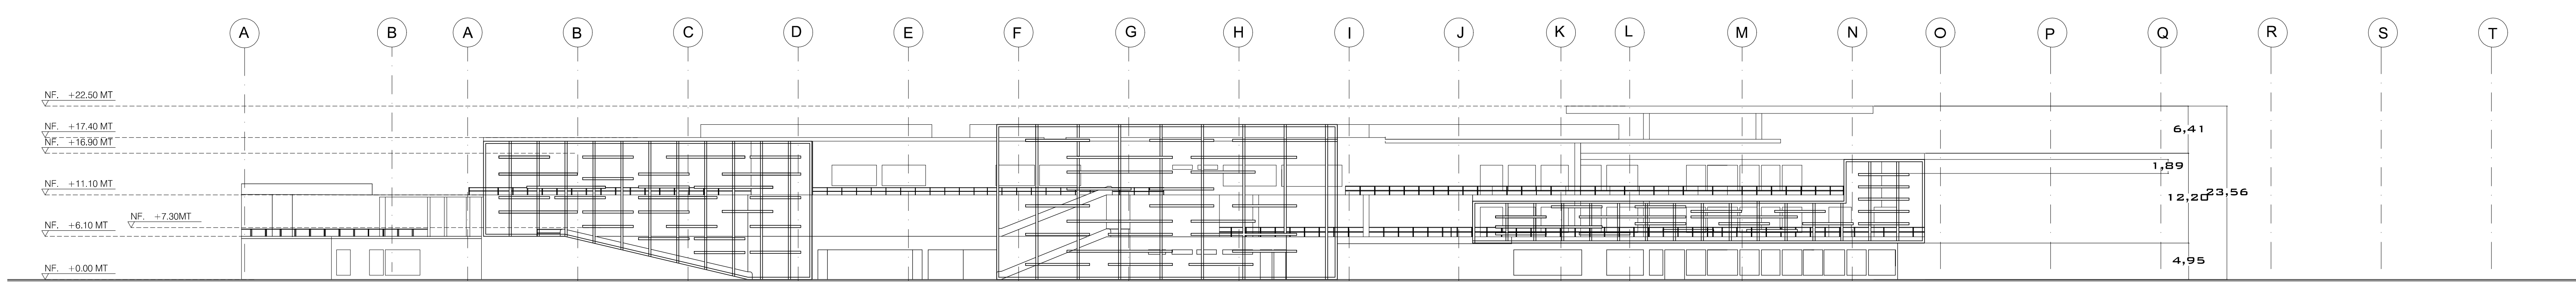 A B A B C D E F G H I J K L M N O P Q R S T
NF. +22.50 MT
NF. +17.40 MT
6,41
NF. +16.90 MT
1,89
NF. +11.10 MT
23,56
12,20
NF. +7.30MT
NF. +6.10 MT
4,95
NF. +0.00 MT